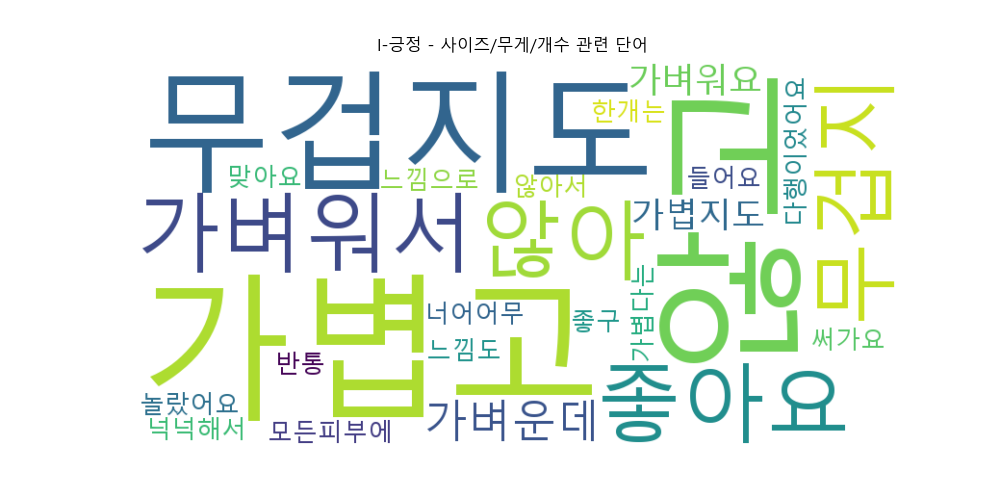 I-긍정 - 사이즈/무게/개수 관련 단어
무겁지도
않고
가벼워요
한개는
다행이었어요
무겁지
맞아요
느낌으로
않아서
들어요
가벼워서
않아
가볍지도
가볍고
너어어무
좋구
가볍다는
느낌도
반통
써가요
놀랐어요
넉넉해서
모든피부에
가벼운데
좋아요